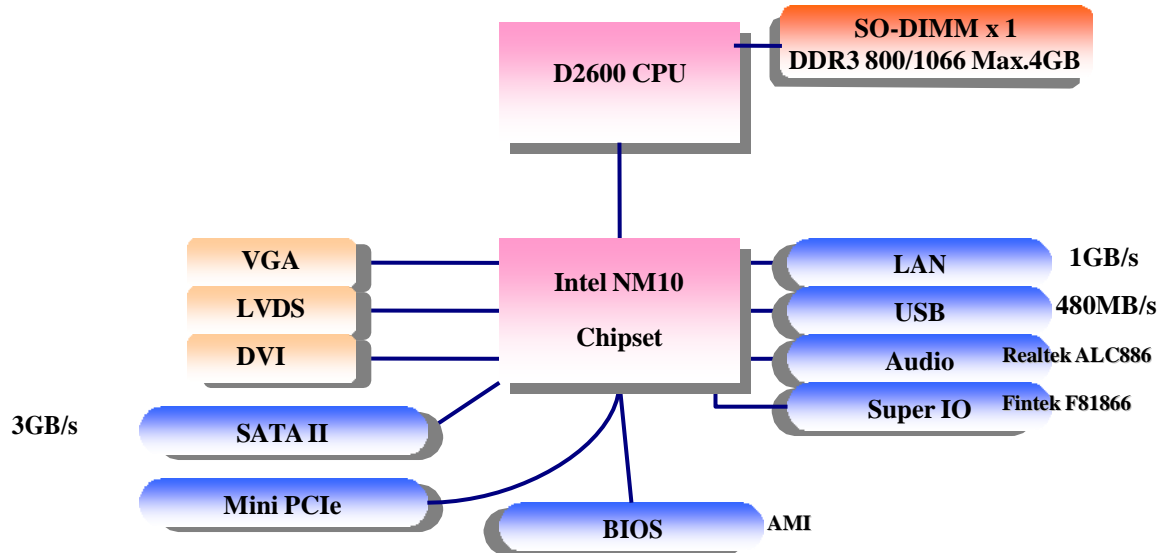 D2600 CPU
SO-DIMM x 1
DDR3 800/1066 Max.4GB
VGA
LVDS
DVI
Intel NM10
Chipset
LAN
1GB/s
USB
480MB/s
Audio
Realtek ALC886
Super IO
Fintek F81866
3GB/s
SATA II
Mini PCIe
BIOS
AMI